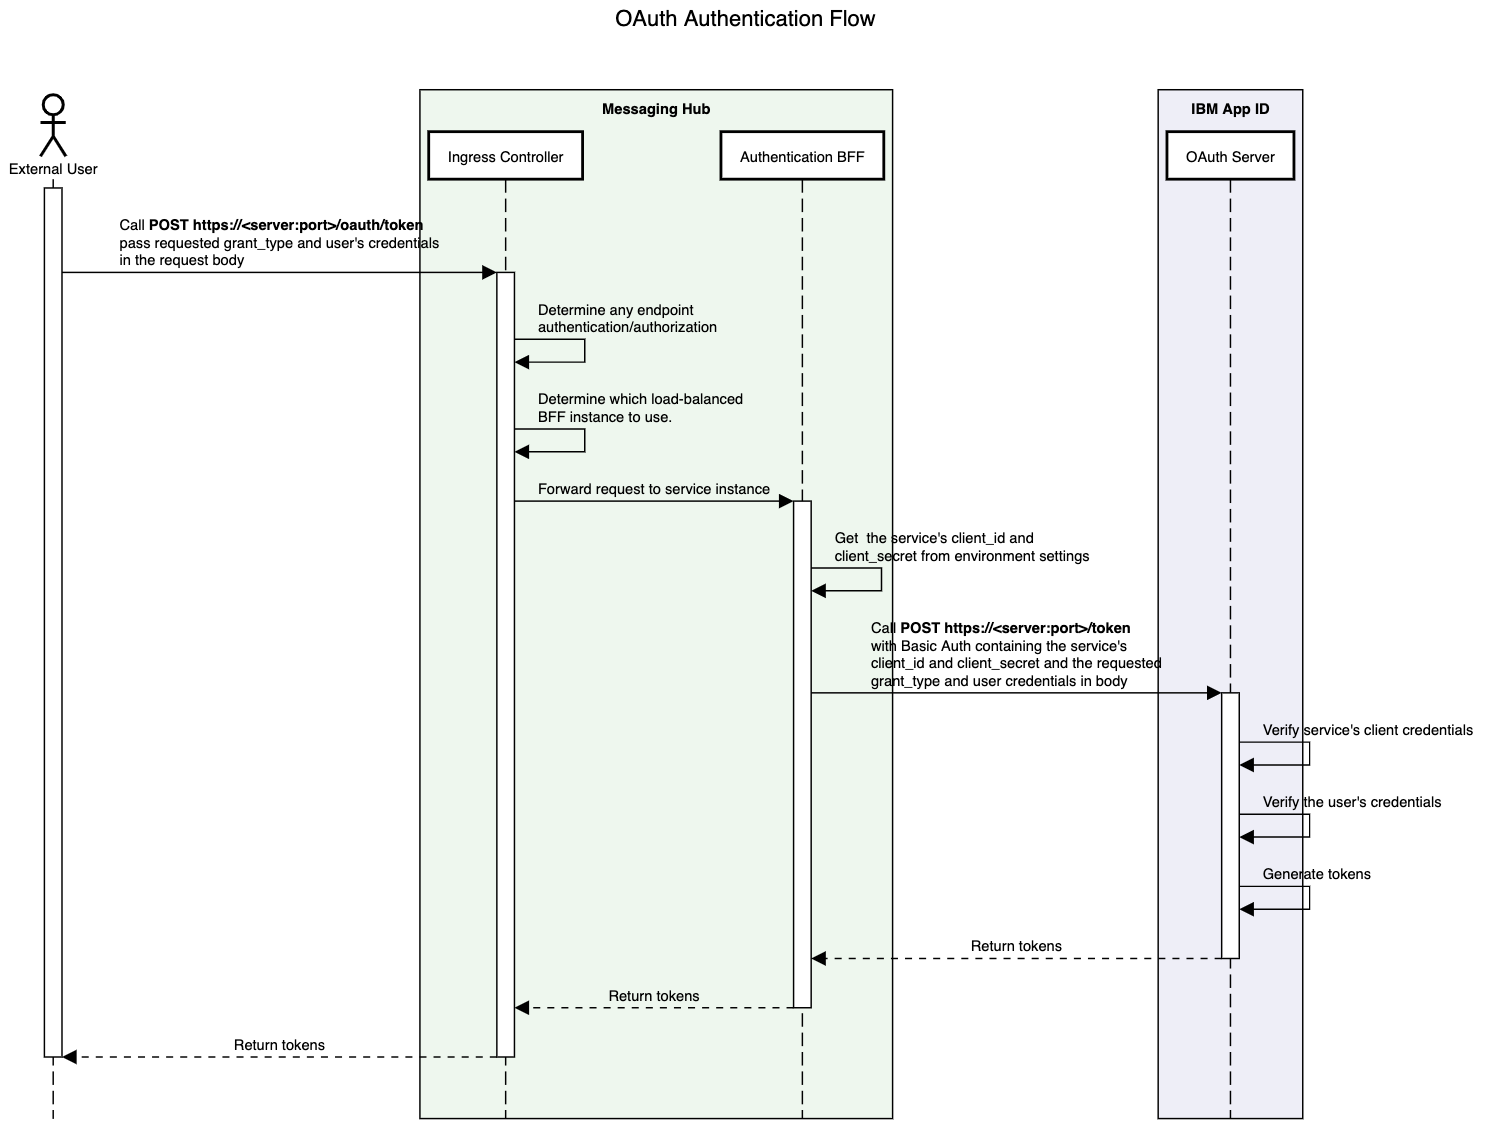 OAuth Authentication Flow
Messaging Hub
IBM App ID
External User
Ingress Controller
Authentication BFF
OAuth Server
Call POST https://<server:port>/oauth/token
pass requested grant_type and user's credentials
in the request body
Determine any endpoint
authentication/authorization
Determine which load-balanced
BFF instance to use.
Forward request to service instance
Get  the service's client_id and
client_secret from environment settings
Call POST https://<server:port>/token
with Basic Auth containing the service's
client_id and client_secret and the requested
grant_type and user credentials in body
Verify service's client credentials
Verify the user's credentials
Generate tokens
Return tokens
Return tokens
Return tokens